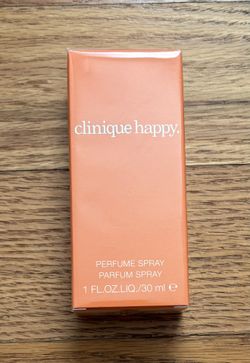 clinique happy.
PERFUME SPRAY
PARFUM SPRAY
1 FL.OZ.LIQ./30 ml ℮